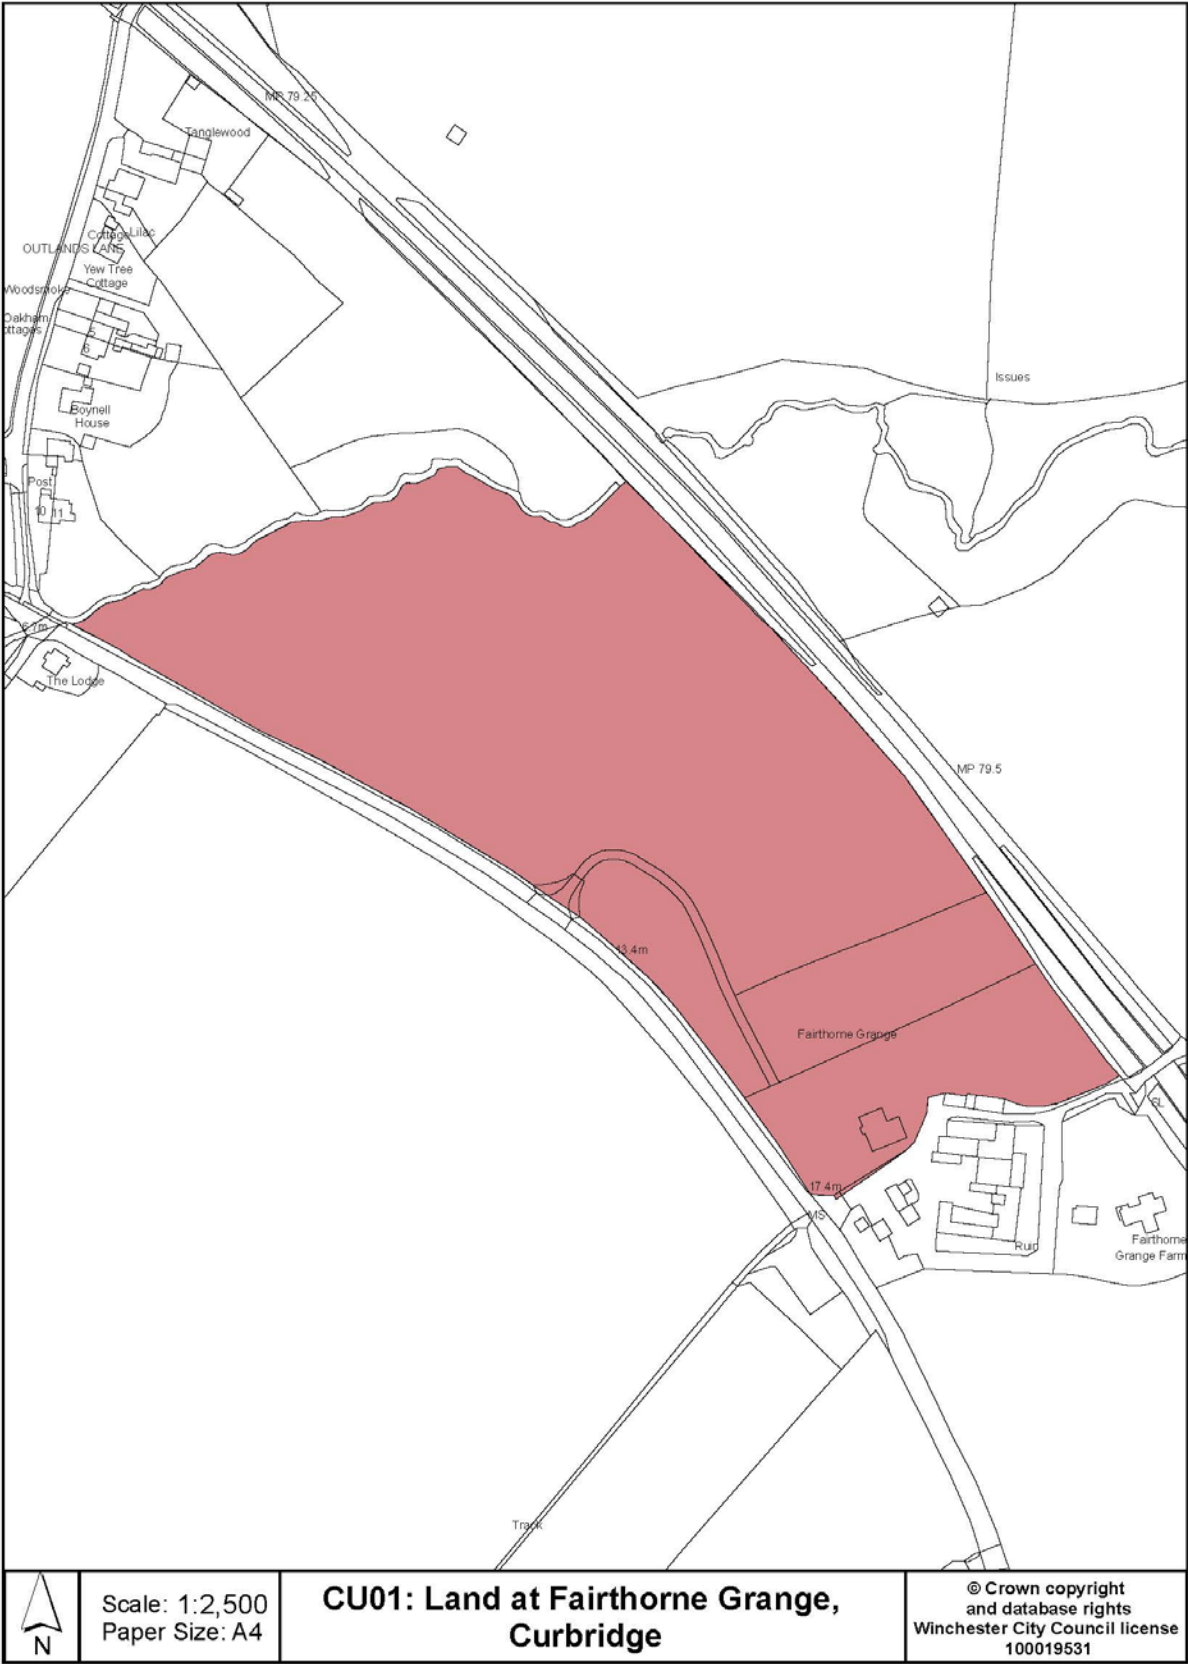 MP 79.25
Tanglewood
Cottage
Lilac
OUTLANDS LANE
Yew Tree
Cottage
Woodsmoke
Oakham
ottages
5
6
Boynell
House
Issues
Post
10 11
6.7m
The Lodge
MP 79.5
13.4m
Fairthorne Grange
SL
17.4m
MS
Ruin
Fairthorne
Grange Farm
Track
N
Scale: 1:2,500
Paper Size: A4
CU01: Land at Fairthorne Grange,
Curbridge
© Crown copyright
and database rights
Winchester City Council license
100019531